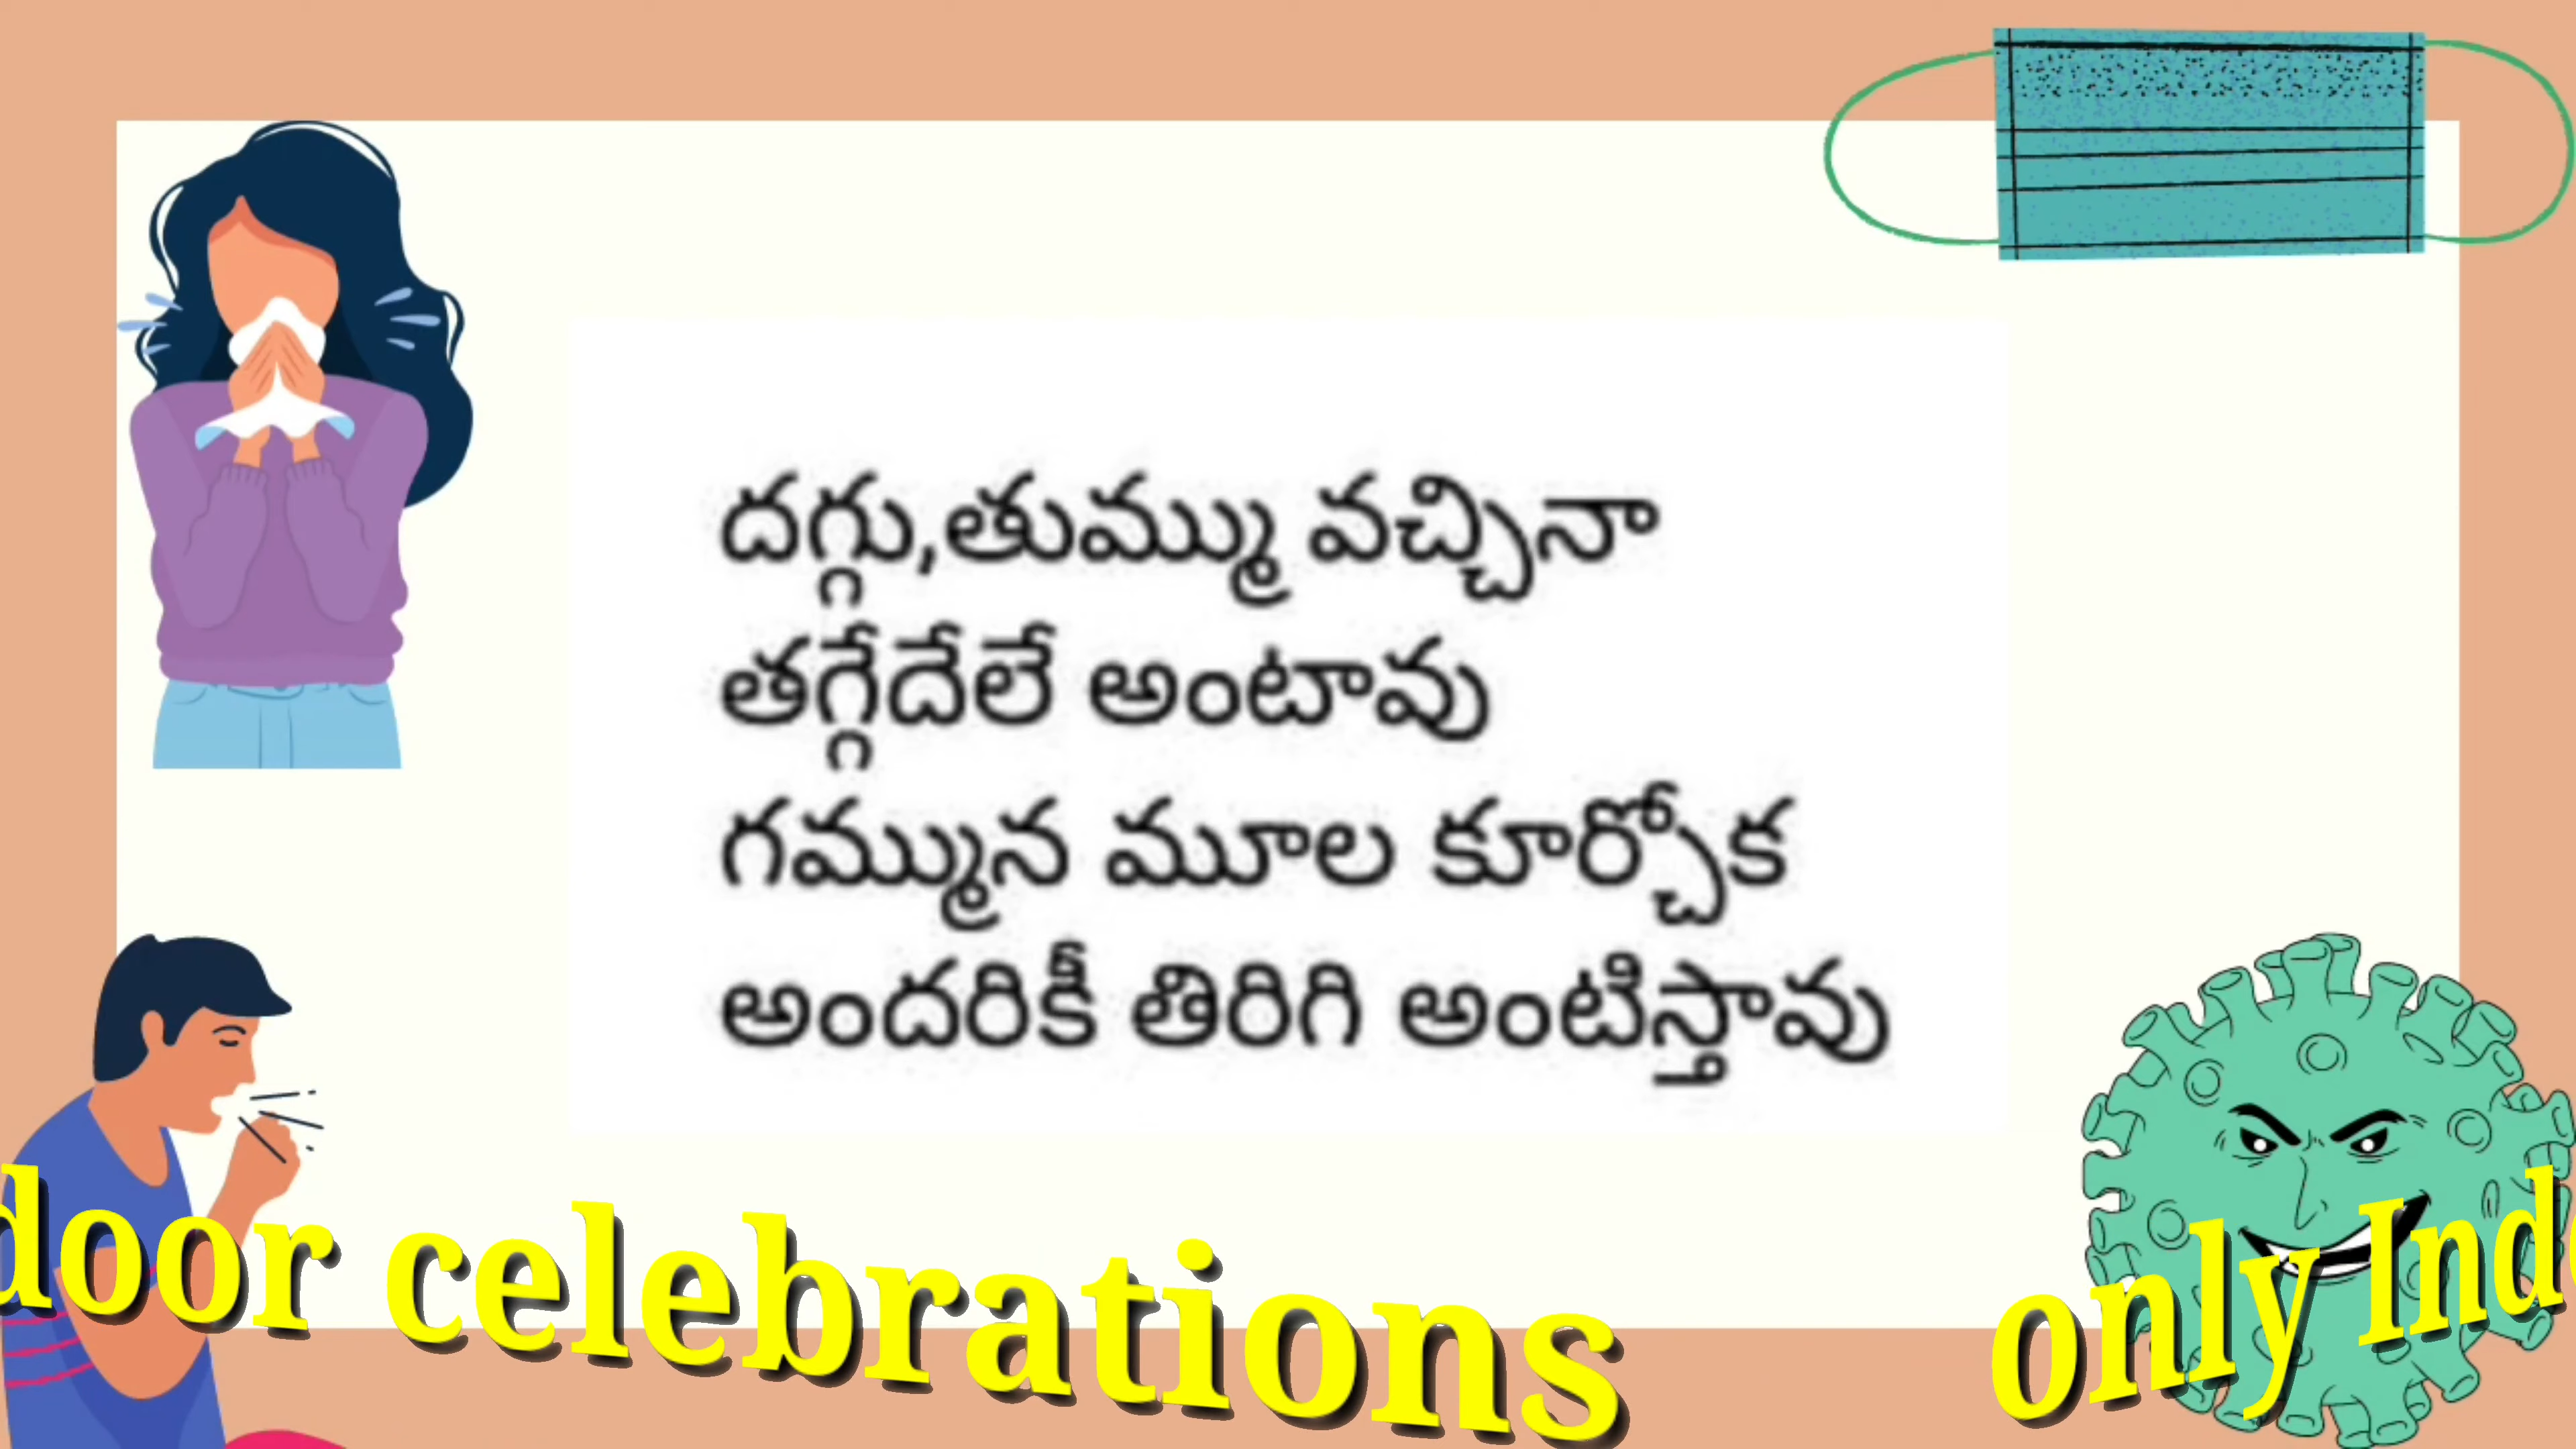 దగ్గు,తుమ్ము వచ్చినా
తగ్గేదేలే అంటావు
గమ్మున మూల కూర్చోక
అందరికీ తిరిగి అంటిస్తావు
door celebrations
only Ind